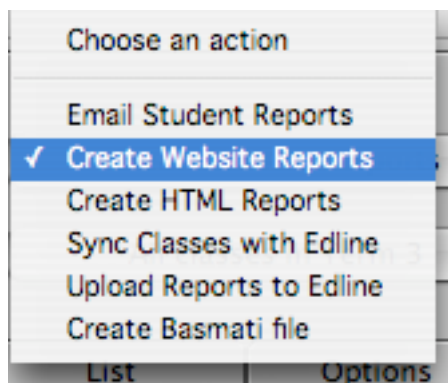 Choose an action
Email Student Reports
✓ Create Website Reports
Create HTML Reports
Sync Classes with Edline
Upload Reports to Edline
Create Basmati file
List Options